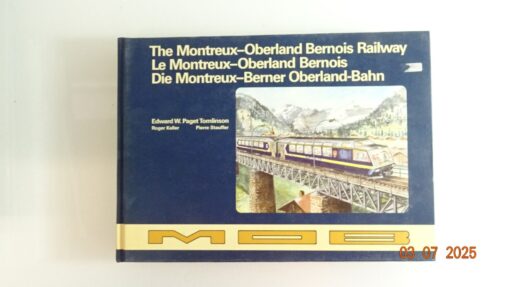 The Montreux–Oberland Bernois Railway
Le Montreux–Oberland Bernois
Die Montreux–Berner Oberland-Bahn
Edward W. Paget Tomlinson
Roger Kaller Pierre Stauffer
MOB
03 07 2025